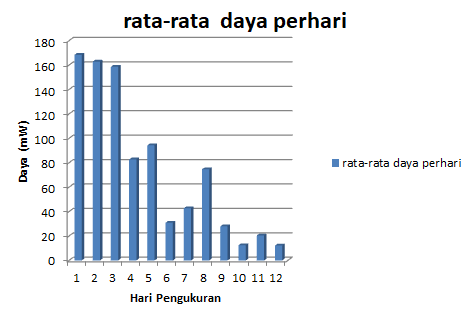 rata-rata  daya perhari
180
160
140
120
100
80
60
40
20
0
Daya (mW)
1 2 3 4 5 6 7 8 9 10 11 12
Hari Pengukuran
rata-rata daya perhari